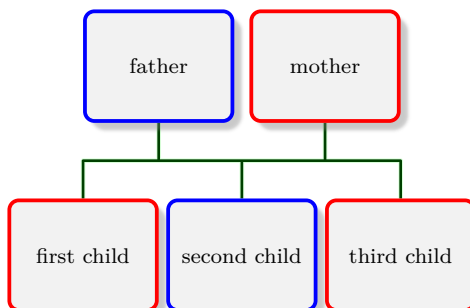 father
mother
first child
second child
third child